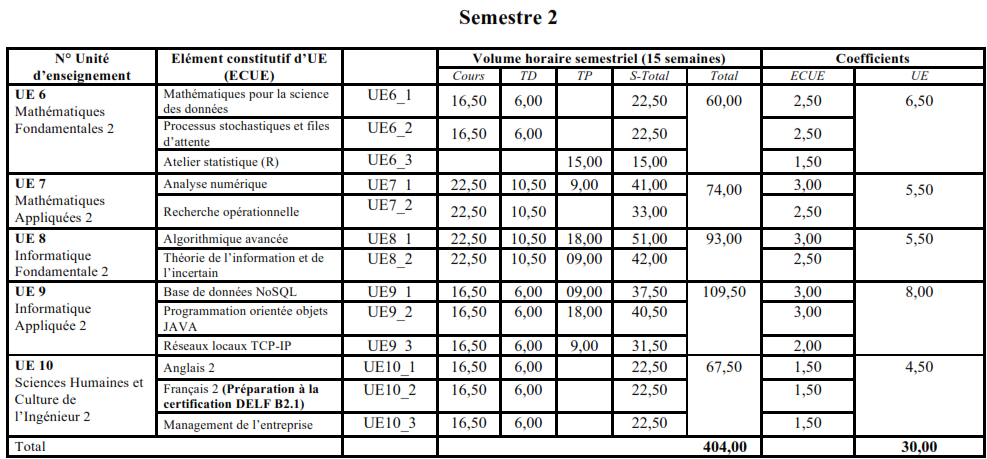 Semestre 2
N° Unité d'enseignement | Elément constitutif d'UE (ECUE) | | Volume horaire semestriel (15 semaines) | Coefficients
Cours | TD | TP | S-Total | Total | ECUE | UE
UE 6 Mathématiques Fondamentales 2 | Mathématiques pour la science des données | UE6_1 | 16,50 | 6,00 | | 22,50 | 60,00 | 2,50 | 6,50
Processus stochastiques et files d'attente | UE6_2 | 16,50 | 6,00 | | 22,50 | 2,50
Atelier statistique (R) | UE6_3 | | | 15,00 | 15,00 | 1,50
UE 7 Mathématiques Appliquées 2 | Analyse numérique | UE7_1 | 22,50 | 10,50 | 9,00 | 41,00 | 74,00 | 3,00 | 5,50
Recherche opérationnelle | UE7_2 | 22,50 | 10,50 | | 33,00 | 2,50
UE 8 Informatique Fondamentale 2 | Algorithmique avancée | UE8_1 | 22,50 | 10,50 | 18,00 | 51,00 | 93,00 | 3,00 | 5,50
Théorie de l'information et de l'incertain | UE8_2 | 22,50 | 10,50 | 09,00 | 42,00 | 2,50
UE 9 Informatique Appliquée 2 | Base de données NoSQL | UE9_1 | 16,50 | 6,00 | 09,00 | 37,50 | 109,50 | 3,00 | 8,00
Programmation orientée objets JAVA | UE9_2 | 16,50 | 6,00 | 18,00 | 40,50 | 3,00
Réseaux locaux TCP-IP | UE9_3 | 16,50 | 6,00 | 9,00 | 31,50 | 2,00
UE 10 Sciences Humaines et Culture de l'Ingénieur 2 | Anglais 2 | UE10_1 | 16,50 | 6,00 | | 22,50 | 67,50 | 1,50 | 4,50
Français 2 (Préparation à la certification DELF B2.1) | UE10_2 | 16,50 | 6,00 | | 22,50 | 1,50
Management de l'entreprise | UE10_3 | 16,50 | 6,00 | | 22,50 | 1,50
Total | 404,00 | | 30,00